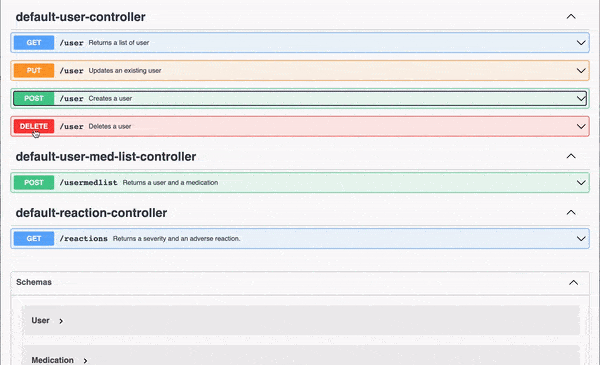 default-user-controller
GET /user Returns a list of user
PUT /user Updates an existing user
POST /user Creates a user
DELETE /user Deletes a user
default-user-med-list-controller
POST /usermedlist Returns a user and a medication
default-reaction-controller
GET /reactions Returns a severity and an adverse reaction.
Schemas
User
Medication